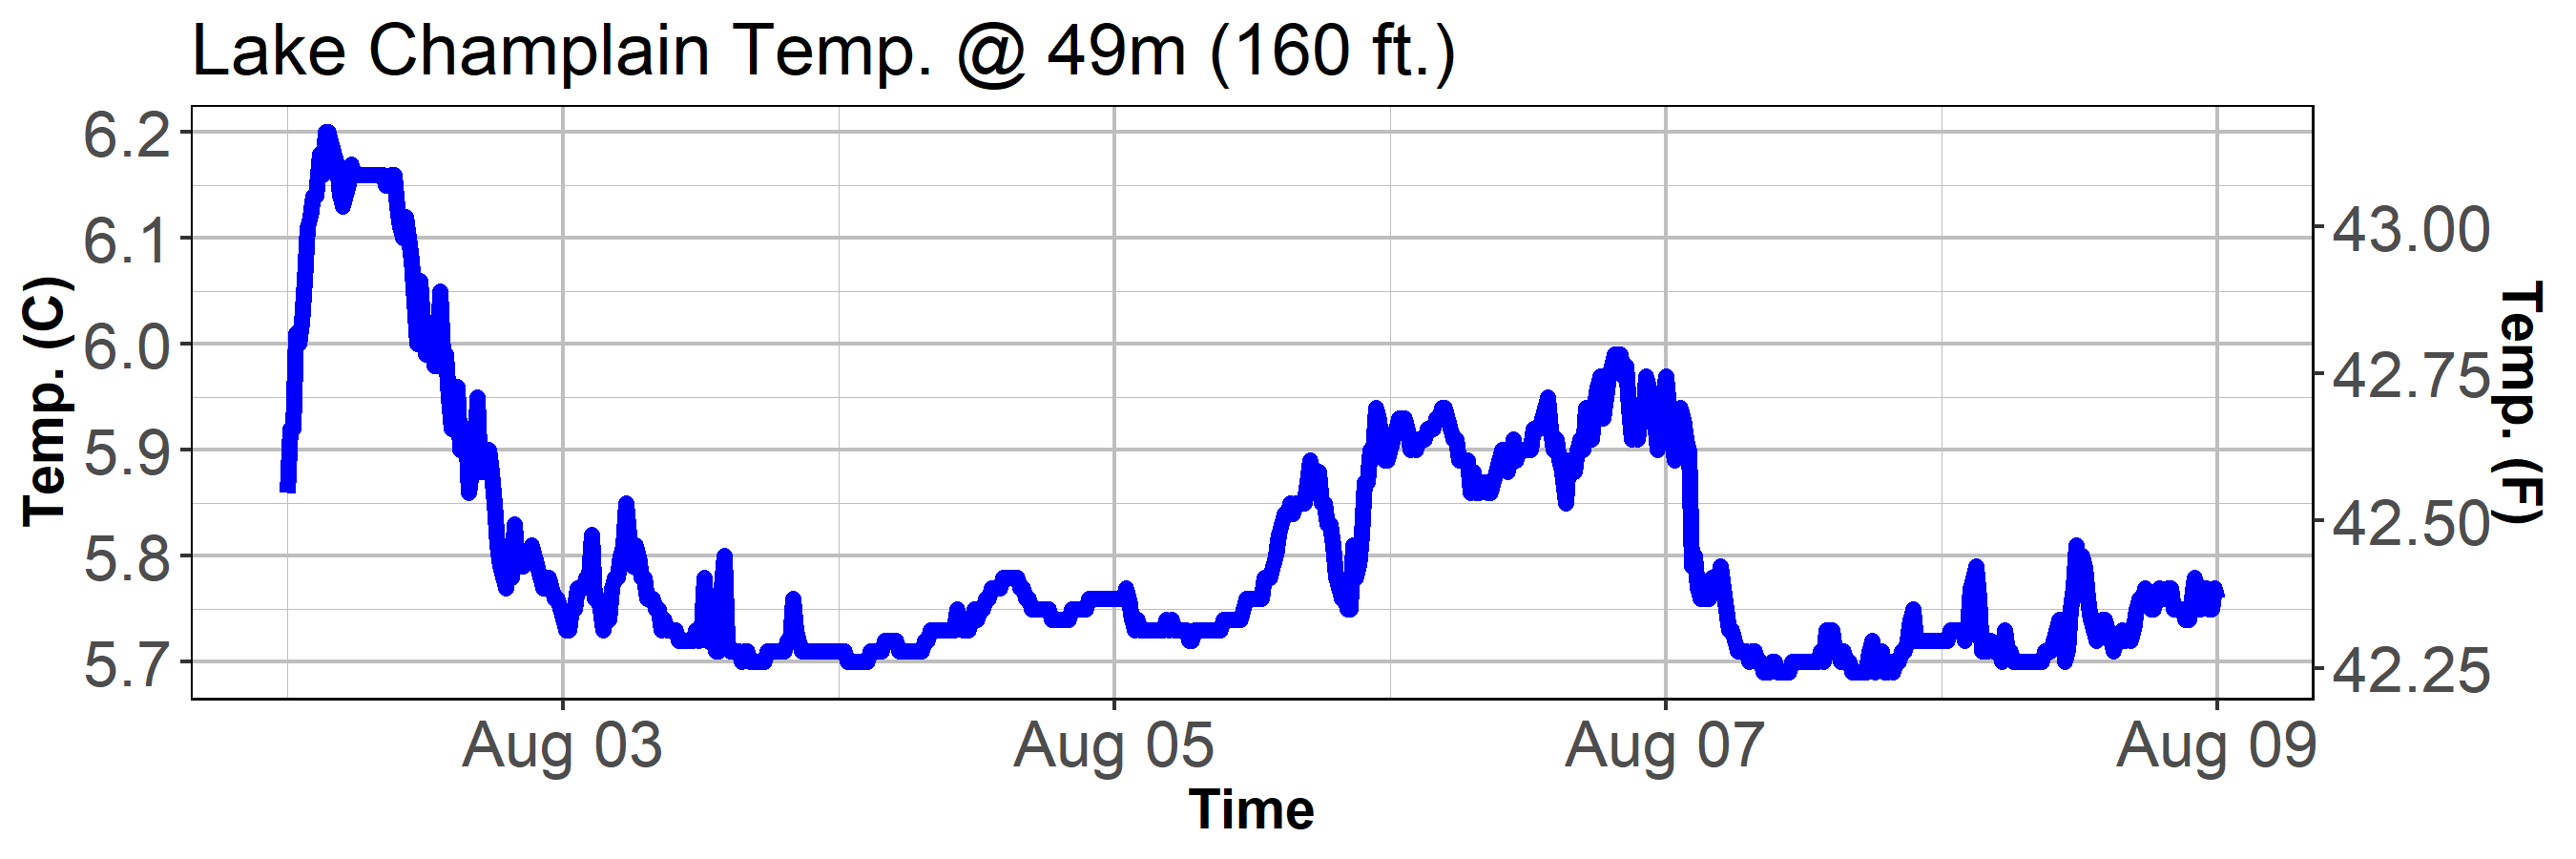 Lake Champlain Temp. @ 49m (160 ft.)
Temp. (C)
6.2
6.1
6.0
5.9
5.8
5.7
43.00
42.75
42.50
42.25
Temp. (F)
Aug 03 Aug 05 Aug 07 Aug 09
Time